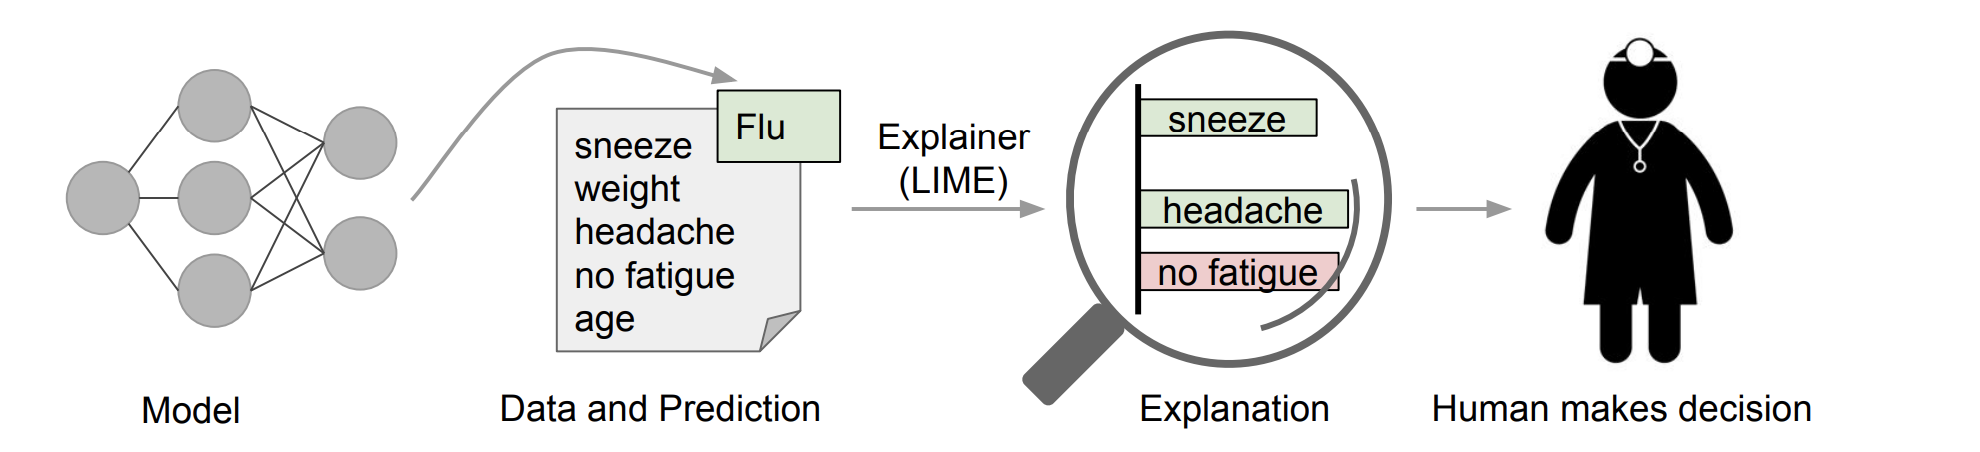 Flu
sneeze
weight
headache
no fatigue
age
Explainer
(LIME)
sneeze
headache
no fatigue
Model
Data and Prediction
Explanation
Human makes decision